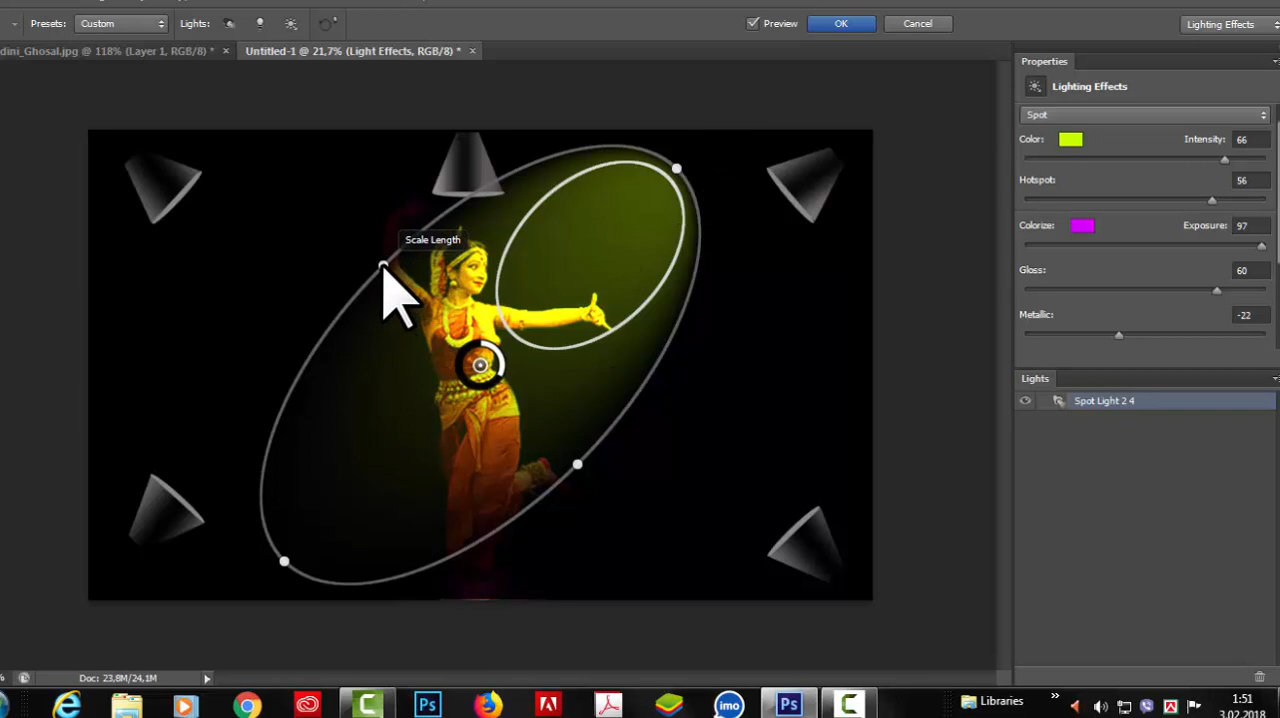 Presets: Custom Lights: Preview OK Cancel Lighting Effects
dini_Ghosal.jpg @ 118% (Layer 1, RGB/8) * × Untitled-1 @ 21,7% (Light Effects, RGB/8) * ×
Properties
Lighting Effects
Spot
Color: Intensity: 66
Hotspot: 56
Colorize: Exposure: 97
Gloss: 60
Metallic: -22
Scale Length
Lights
Spot Light 2 4
% Doc: 23,8M/24,1M
Ps imo Ps Libraries » 1:51
3.02.2018